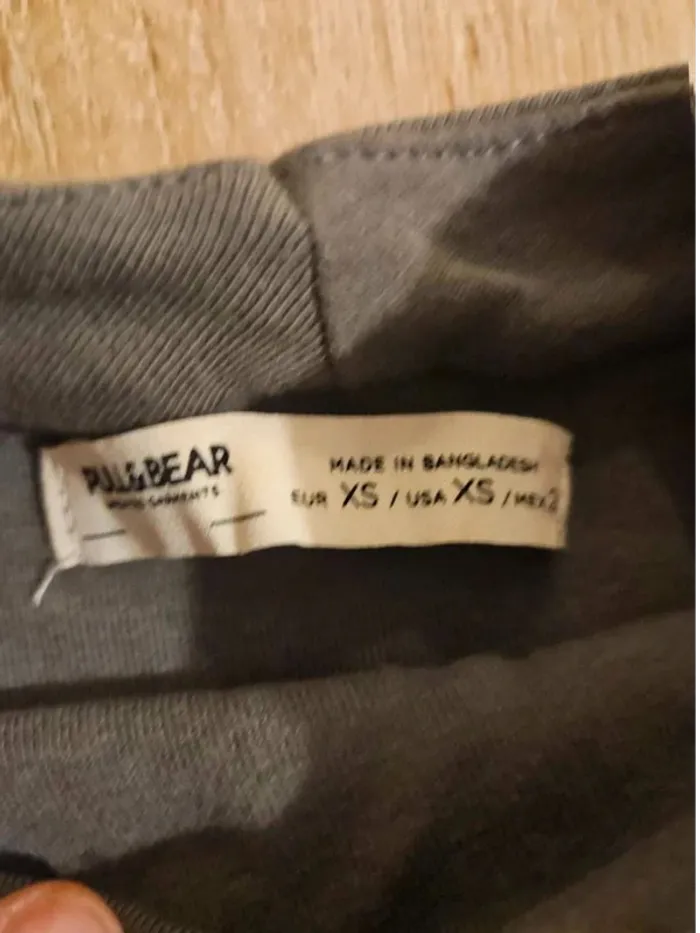 PULL&BEAR
MADE IN BANGLADESH
EUR XS / USA XS / MEX 2